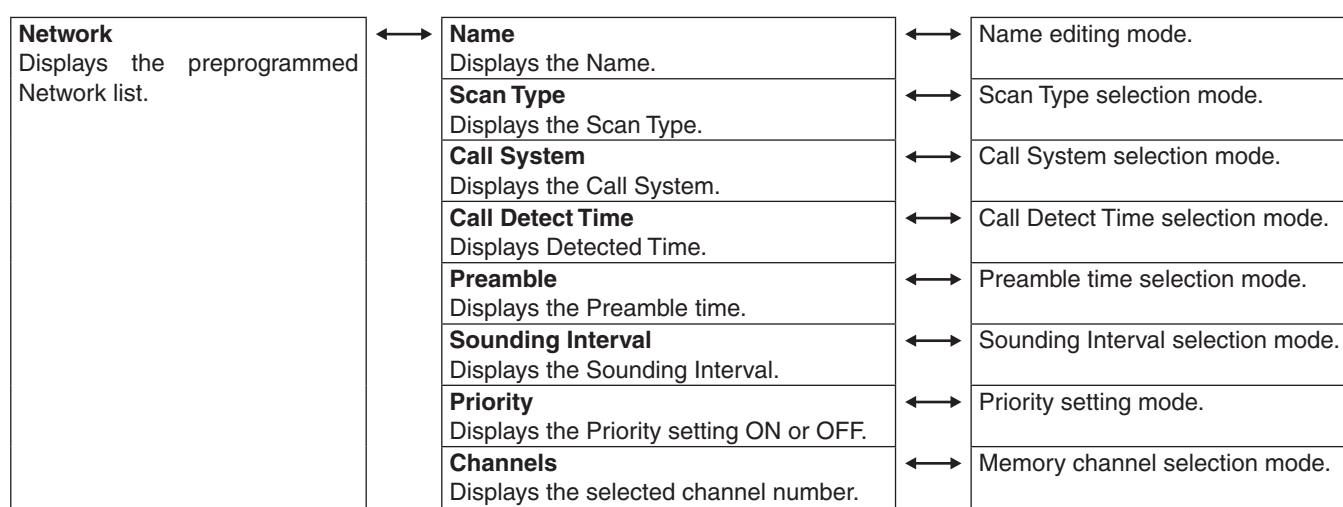 Network
Displays the preprogrammed
Network list.
Name
Displays the Name.
Name editing mode.
Scan Type
Displays the Scan Type.
Scan Type selection mode.
Call System
Displays the Call System.
Call System selection mode.
Call Detect Time
Displays Detected Time.
Call Detect Time selection mode.
Preamble
Displays the Preamble time.
Preamble time selection mode.
Sounding Interval
Displays the Sounding Interval.
Sounding Interval selection mode.
Priority
Displays the Priority setting ON or OFF.
Priority setting mode.
Channels
Displays the selected channel number.
Memory channel selection mode.